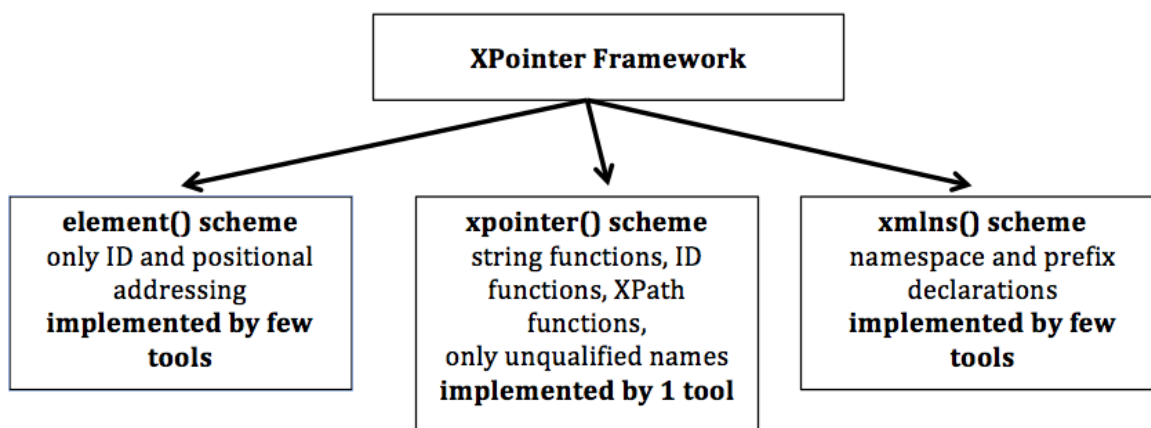 XPointer Framework
element() scheme
only ID and positional
addressing
implemented by few
tools
xpointer() scheme
string functions, ID
functions, XPath
functions,
only unqualified names
implemented by 1 tool
xmlns() scheme
namespace and prefix
declarations
implemented by few
tools